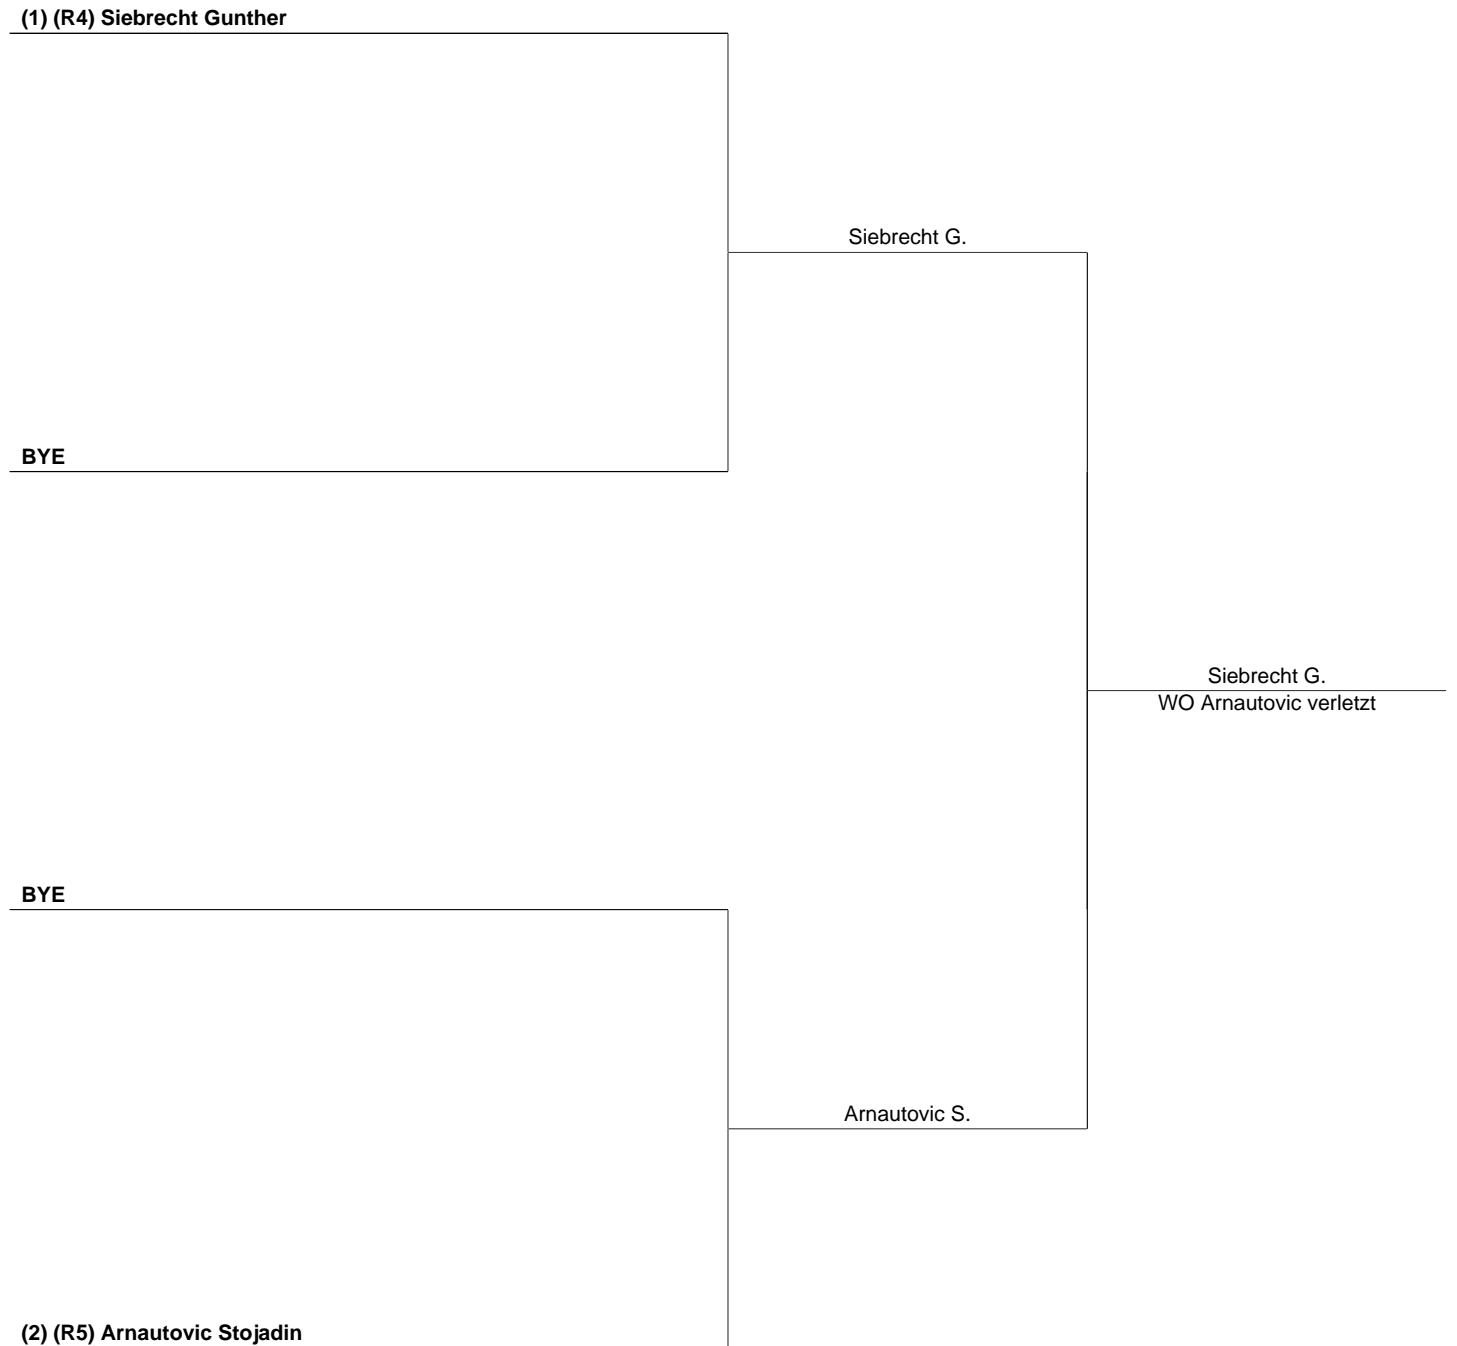 (1) (R4) Siebrecht Gunther
Siebrecht G.
BYE
Siebrecht G.
WO Arnautovic verletzt
BYE
Arnautovic S.
(2) (R5) Arnautovic Stojadin